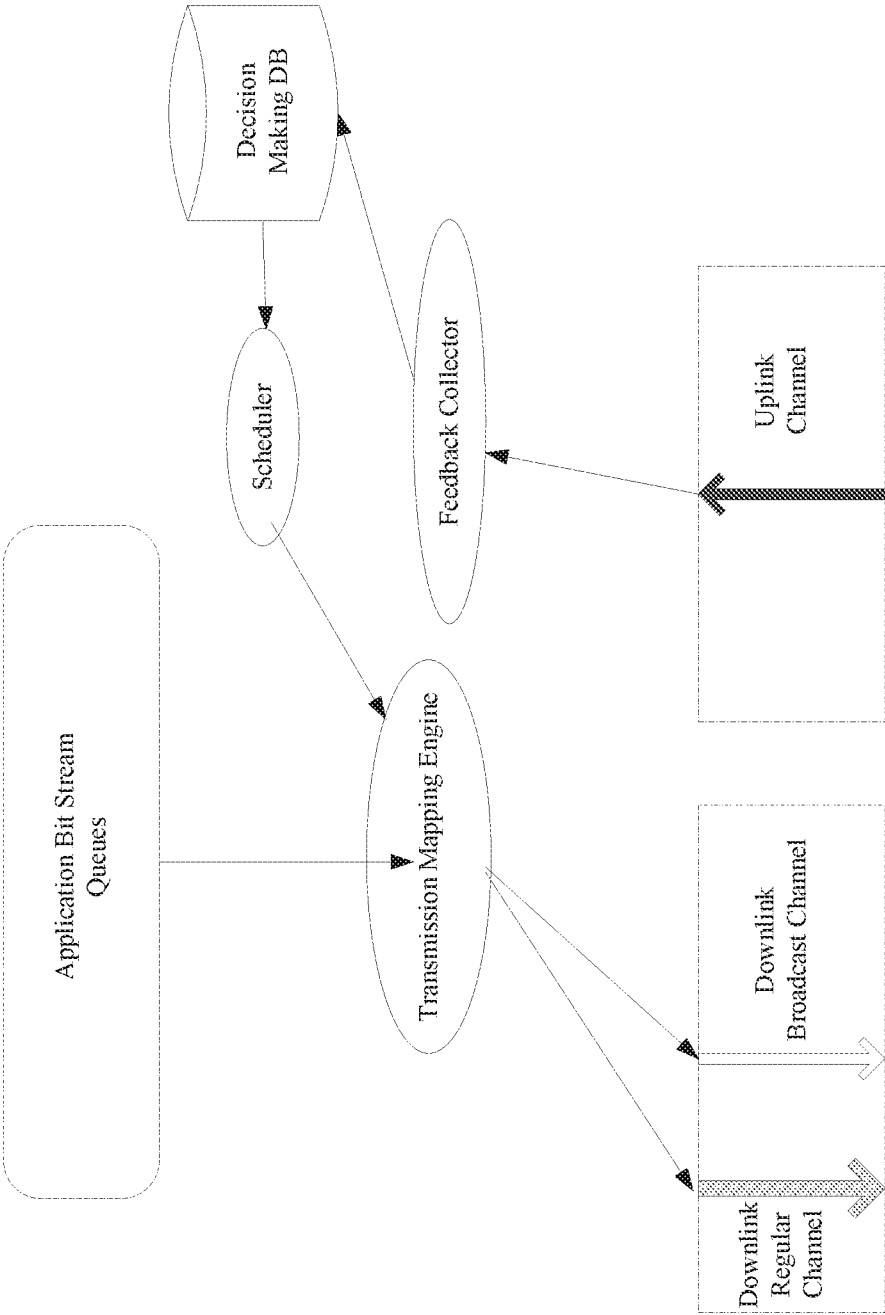 Application Bit Stream
Queues
Decision
Making DB
Scheduler
Transmission Mapping Engine
Feedback Collector
Downlink
Regular
Channel
Downlink
Broadcast Channel
Uplink
Channel